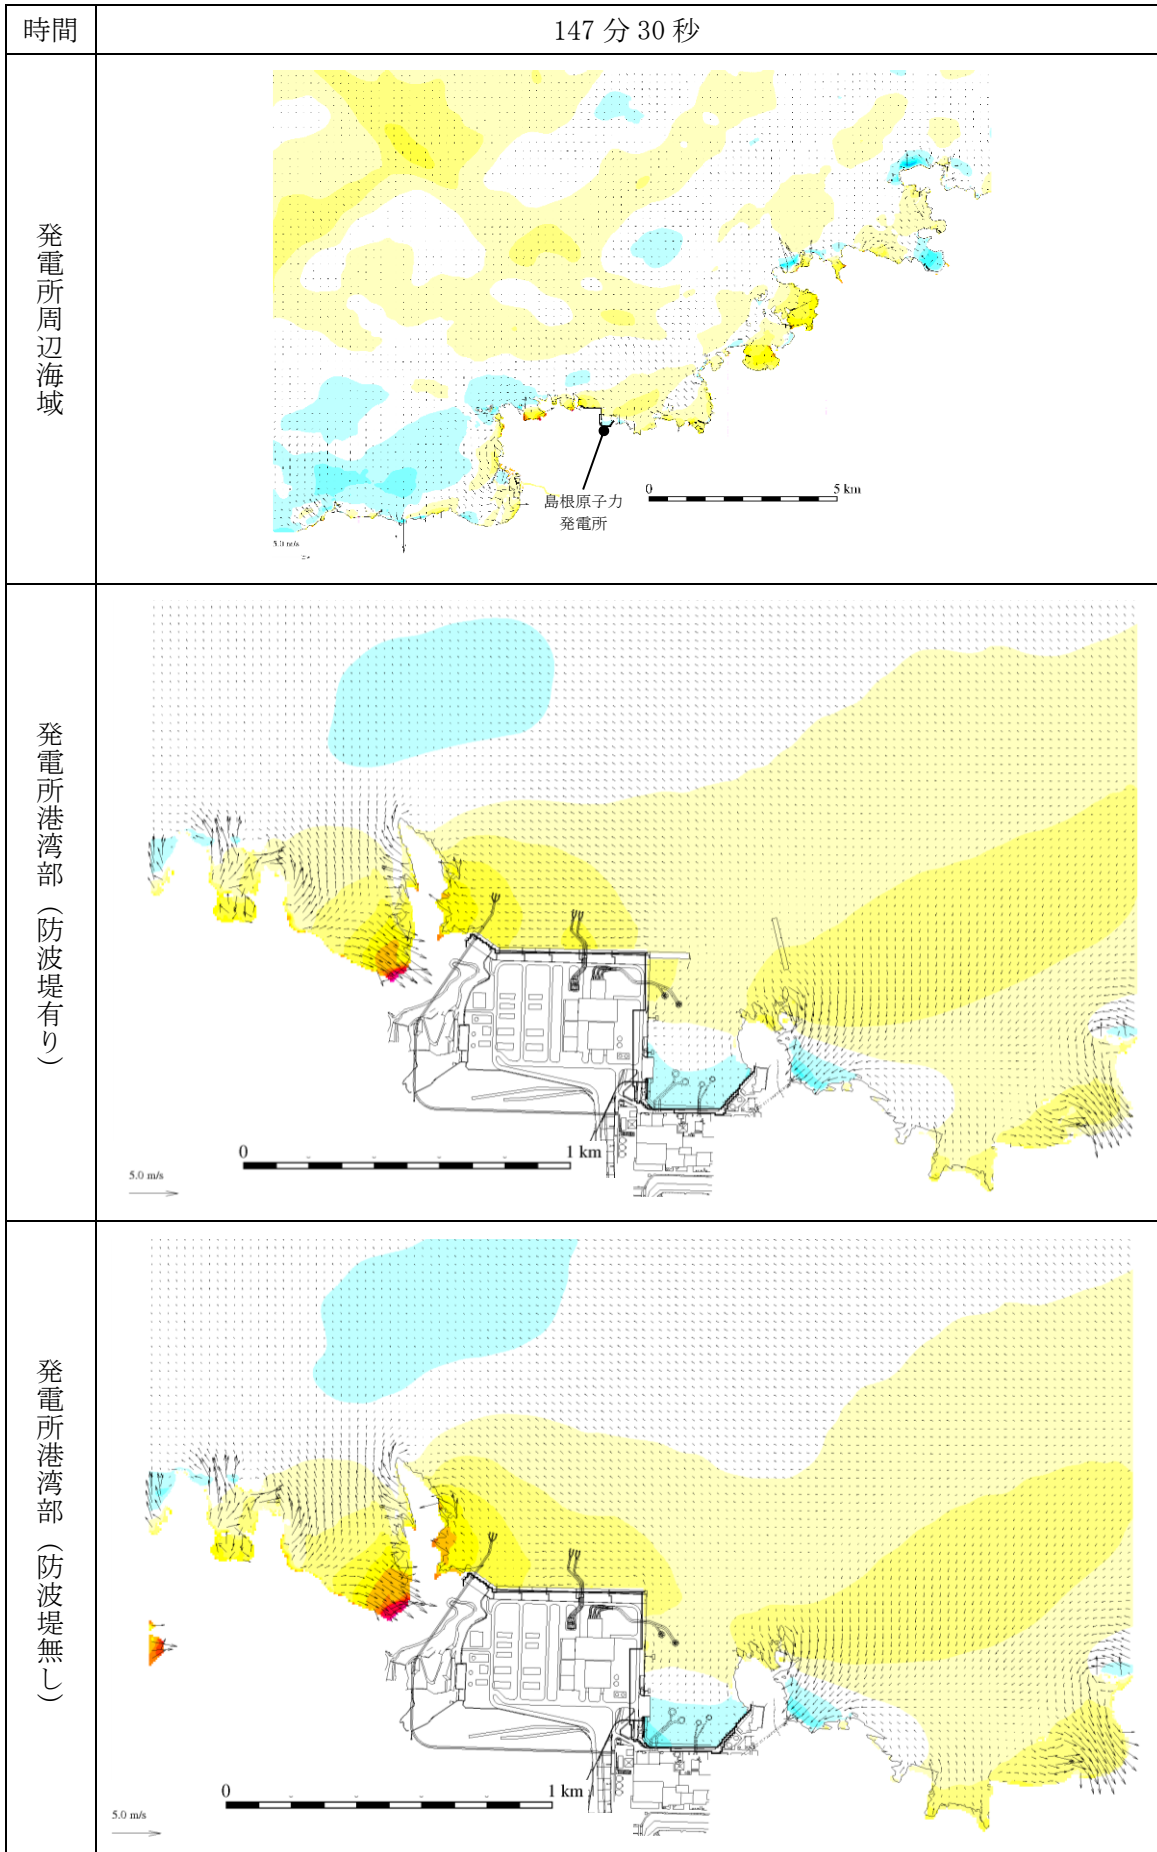 時間
147 分 30 秒
発電所周辺海域
島根原子力
発電所
0
5 km
5.0 m/s
発電所港湾部（防波堤有り）
0
1 km
5.0 m/s
発電所港湾部（防波堤無し）
0
1 km
5.0 m/s